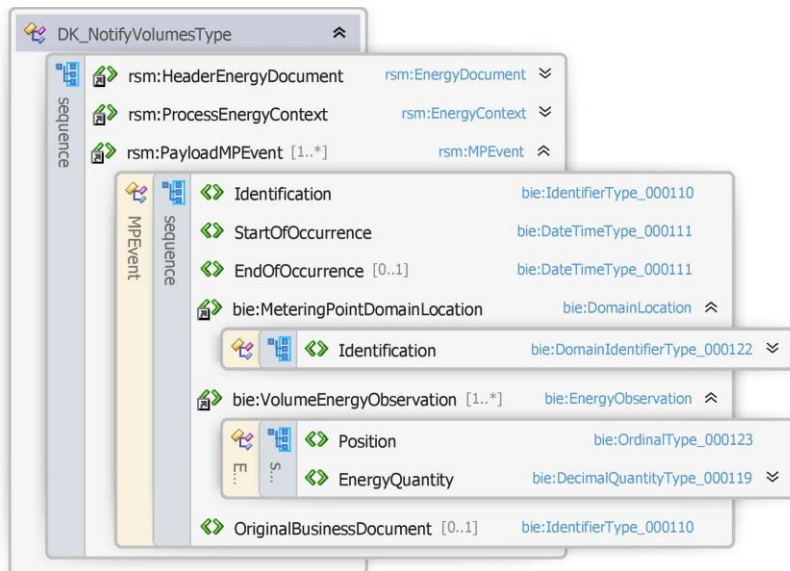 DK_NotifyVolumesType
sequence
rsm:HeaderEnergyDocument rsm:EnergyDocument
rsm:ProcessEnergyContext rsm:EnergyContext
rsm:PayloadMPEvent [1..*] rsm:MPEvent
MPEvent
sequence
Identification bie:IdentifierType_000110
StartOfOccurrence bie:DateTimeType_000111
EndOfOccurrence [0..1] bie:DateTimeType_000111
bie:MeteringPointDomainLocation bie:DomainLocation
Identification bie:DomainIdentifierType_000122
bie:VolumeEnergyObservation [1..*] bie:EnergyObservation
E...
S...
Position bie:OrdinalType_000123
EnergyQuantity bie:DecimalQuantityType_000119
OriginalBusinessDocument [0..1] bie:IdentifierType_000110